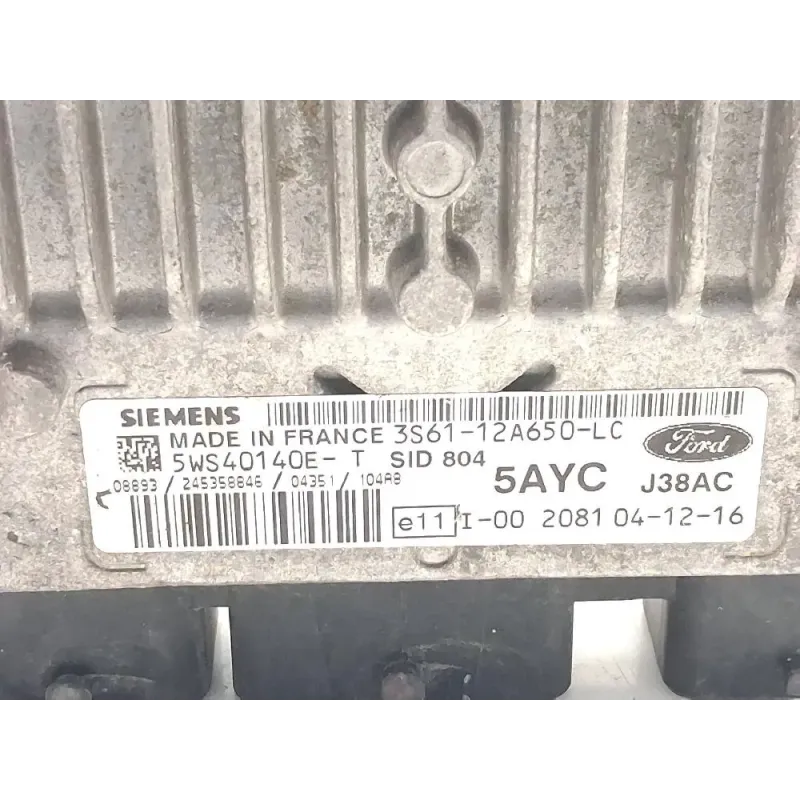 SIEMENS
MADE IN FRANCE 3S61-12A650-LC
Ford
5WS40140E- T SID 804
5AYC J38AC
08893 / 245358846 / 04351 / 104A8
e11 I-00 2081 04-12-16